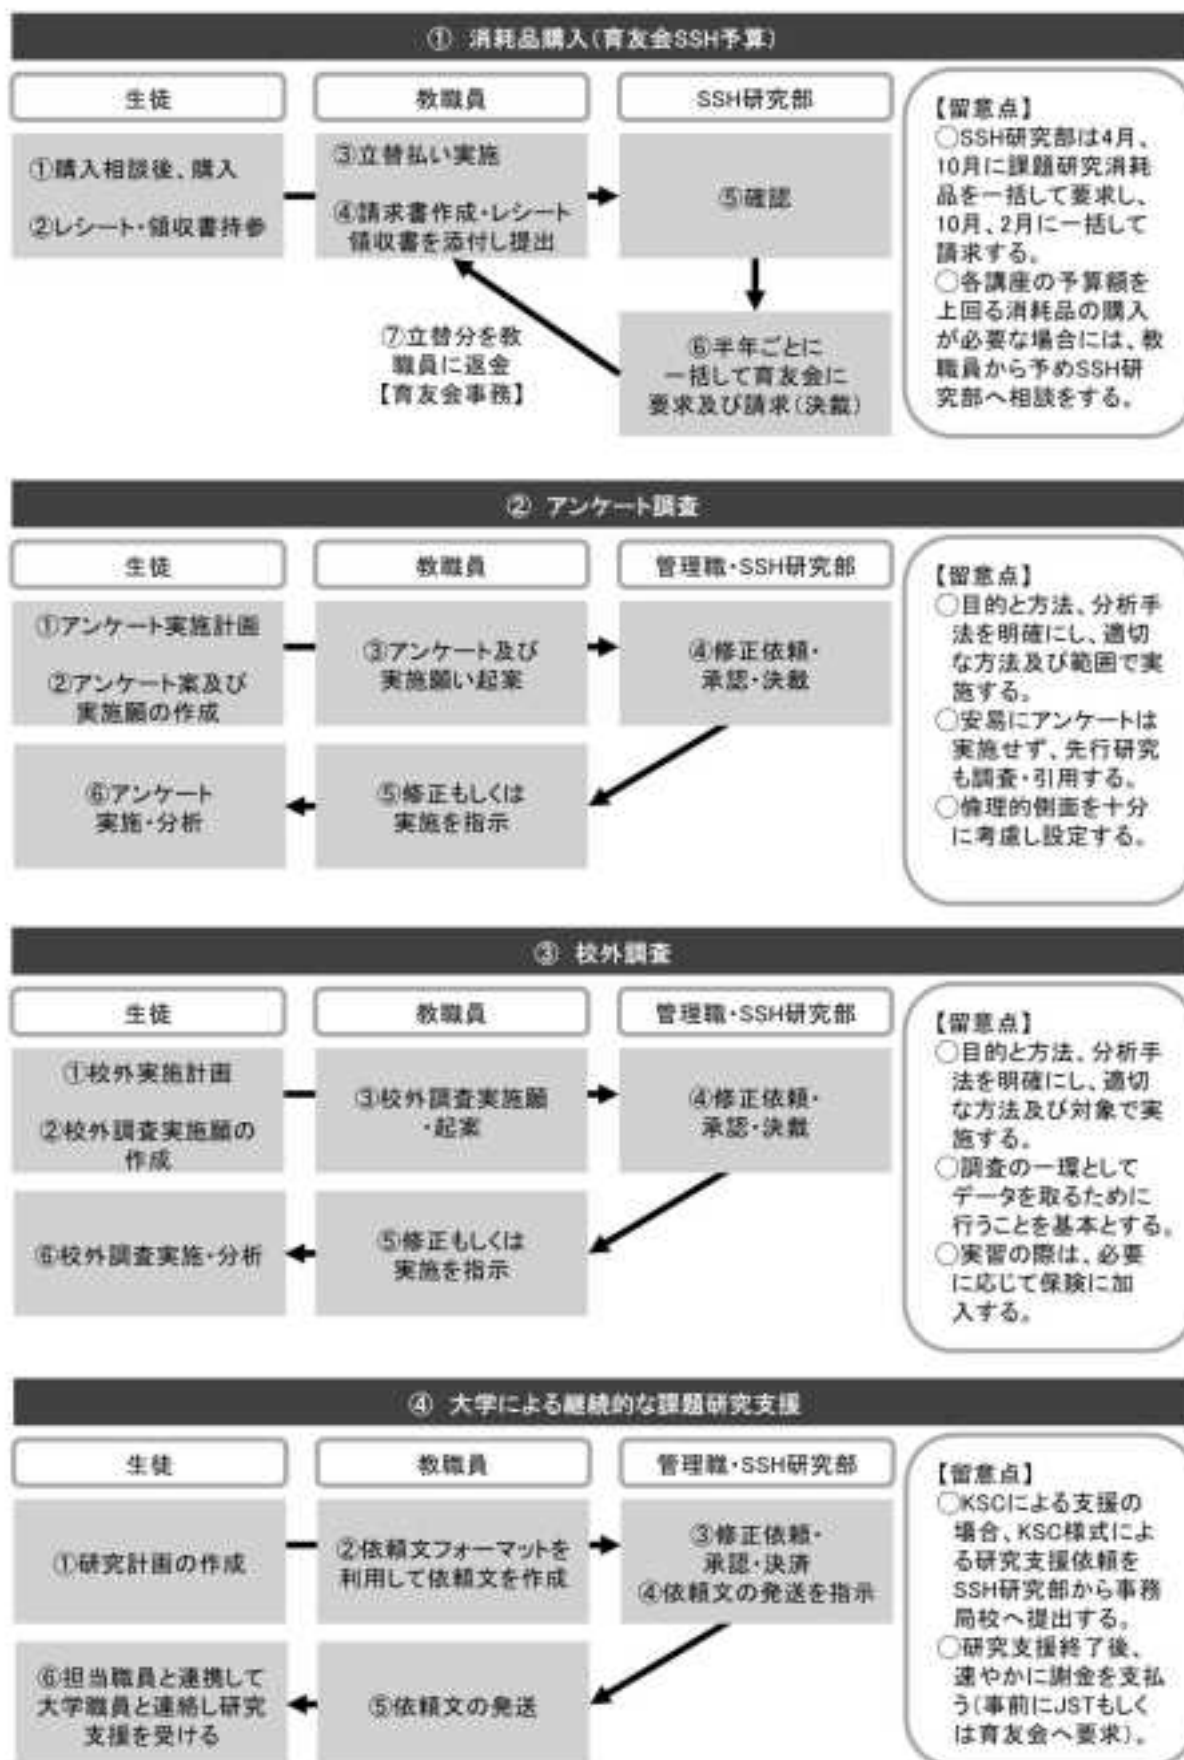 ① 消耗品購入(育友会SSH予算)
生徒
教職員
SSH研究部
①購入相談後、購入
②レシート・領収書持参
③立替払い実施
④請求書作成・レシート
領収書を添付し提出
⑤確認
⑥半年ごとに
一括して育友会に
要求及び請求(決裁)
⑦立替分を教
職員に返金
【育友会事務】
【留意点】
○SSH研究部は4月、
10月に課題研究消耗
品を一括して要求し、
10月、2月に一括して
請求する。
○各講座の予算額を
上回る消耗品の購入
が必要な場合には、教
職員から予めSSH研
究部へ相談をする。
② アンケート調査
生徒
教職員
管理職・SSH研究部
①アンケート実施計画
②アンケート案及び
実施願の作成
③アンケート及び
実施願い起案
④修正依頼・
承認・決裁
⑤修正もしくは
実施を指示
⑥アンケート
実施・分析
【留意点】
○目的と方法、分析手
法を明確にし、適切
な方法及び範囲で実
施する。
○安易にアンケートは
実施せず、先行研究
も調査・引用する。
○倫理的側面を十分
に考慮し設定する。
③ 校外調査
生徒
教職員
管理職・SSH研究部
①校外実施計画
②校外調査実施願の
作成
③校外調査実施願
・起案
④修正依頼・
承認・決裁
⑤修正もしくは
実施を指示
⑥校外調査実施・分析
【留意点】
○目的と方法、分析手
法を明確にし、適切
な方法及び対象で実
施する。
○調査の一環として
データを取るために
行うことを基本とする。
○実習の際は、必要
に応じて保険に加
入する。
④ 大学による継続的な課題研究支援
生徒
教職員
管理職・SSH研究部
①研究計画の作成
②依頼文フォーマットを
利用して依頼文を作成
③修正依頼・
承認・決済
④依頼文の発送を指示
⑤依頼文の発送
⑥担当職員と連携して
大学職員と連絡し研究
支援を受ける
【留意点】
○KSCによる支援の
場合、KSC様式によ
る研究支援依頼を
SSH研究部から事務
局校へ提出する。
○研究支援終了後、
速やかに謝金を支払
う(事前にJSTもしく
は育友会へ要求)。